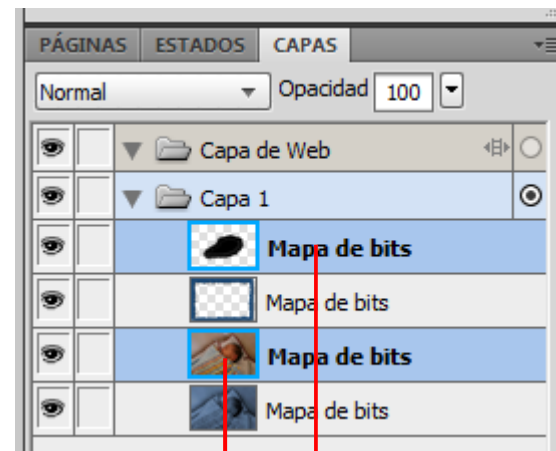 PÁGINAS ESTADOS CAPAS
Normal Opacidad 100
Capa de Web
Capa 1
Mapa de bits
Mapa de bits
Mapa de bits
Mapa de bits